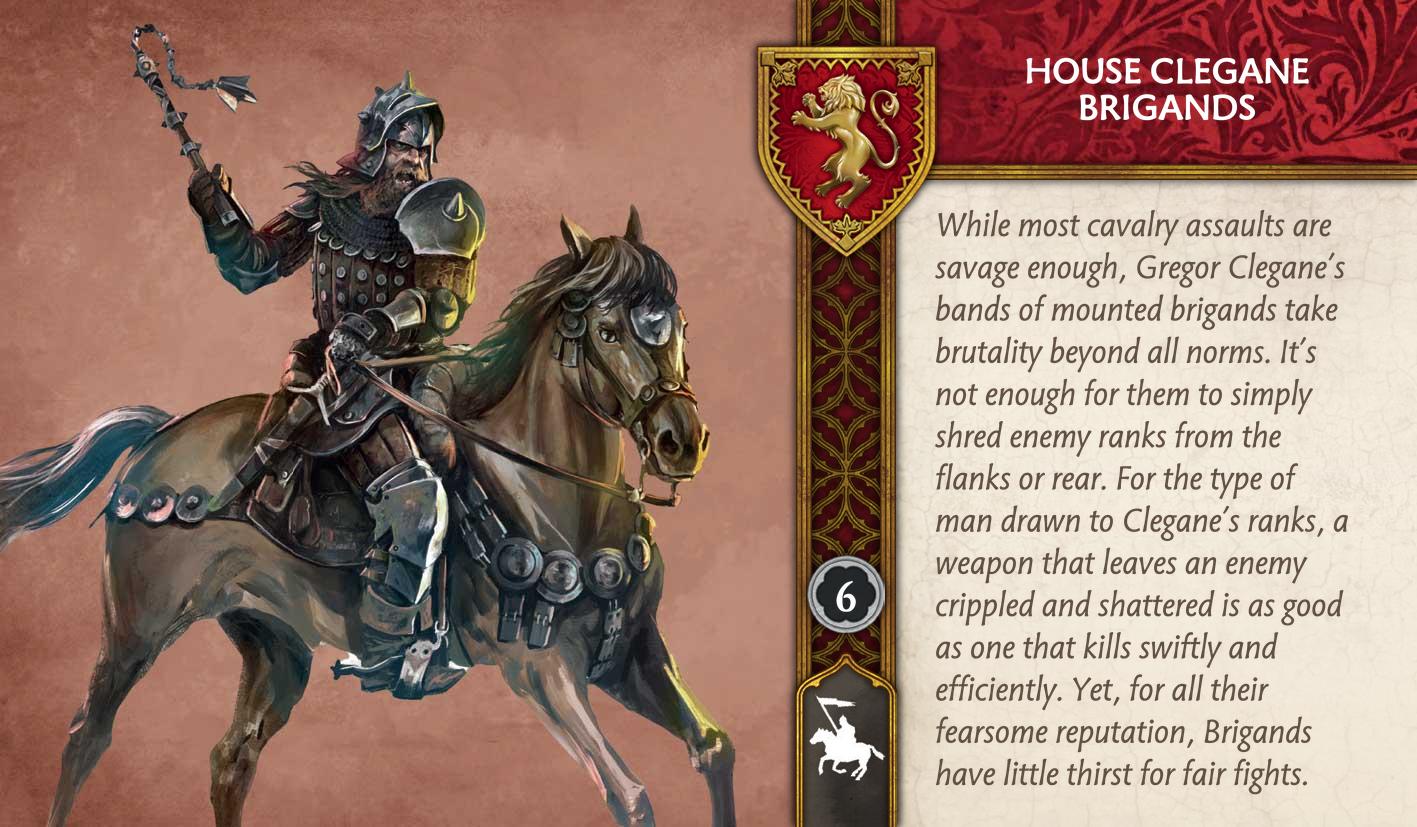 HOUSE CLEGANE
BRIGANDS
While most cavalry assaults are
savage enough, Gregor Clegane's
bands of mounted brigands take
brutality beyond all norms. It's
not enough for them to simply
shred enemy ranks from the
flanks or rear. For the type of
man drawn to Clegane's ranks, a
weapon that leaves an enemy
crippled and shattered is as good
as one that kills swiftly and
efficiently. Yet, for all their
fearsome reputation, Brigands
have little thirst for fair fights.
6